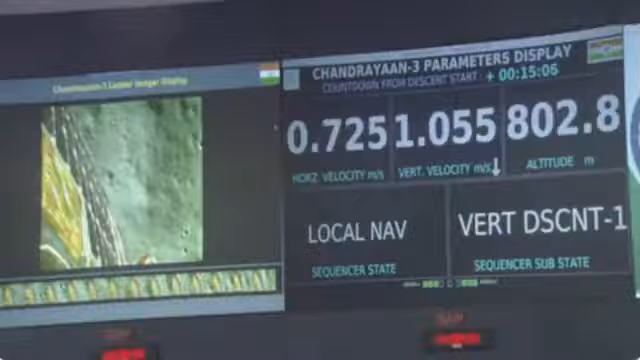 Chandrayaan-3 Lander Imager Display
CHANDRAYAAN-3 PARAMETERS DISPLAY
COUNTDOWN FROM DESCENT START : + 00:15:06
0.725
HORZ. VELOCITY m/s
1.055
VERT. VELOCITY m/s
802.8
ALTITUDE m
LOCAL NAV
SEQUENCER STATE
VERT DSCNT-1
SEQUENCER SUB STATE